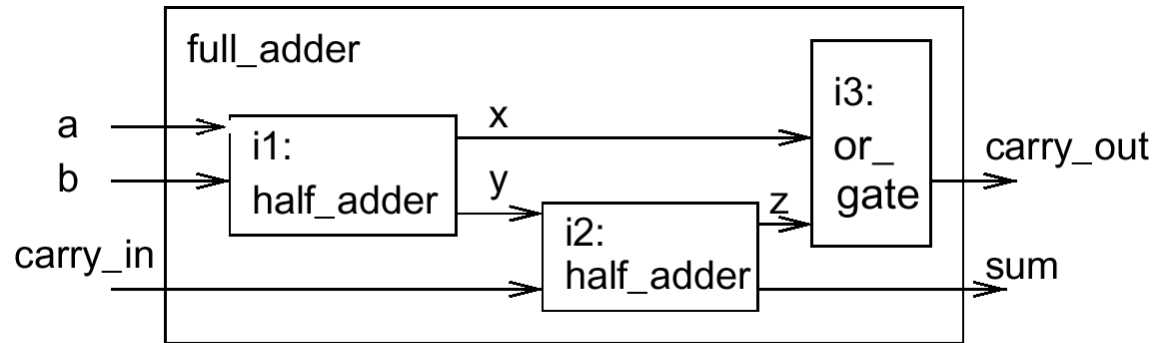 full_adder
a
b
carry_in
i1:
half_adder
x
y
i2:
half_adder
z
i3:
or_
gate
carry_out
sum